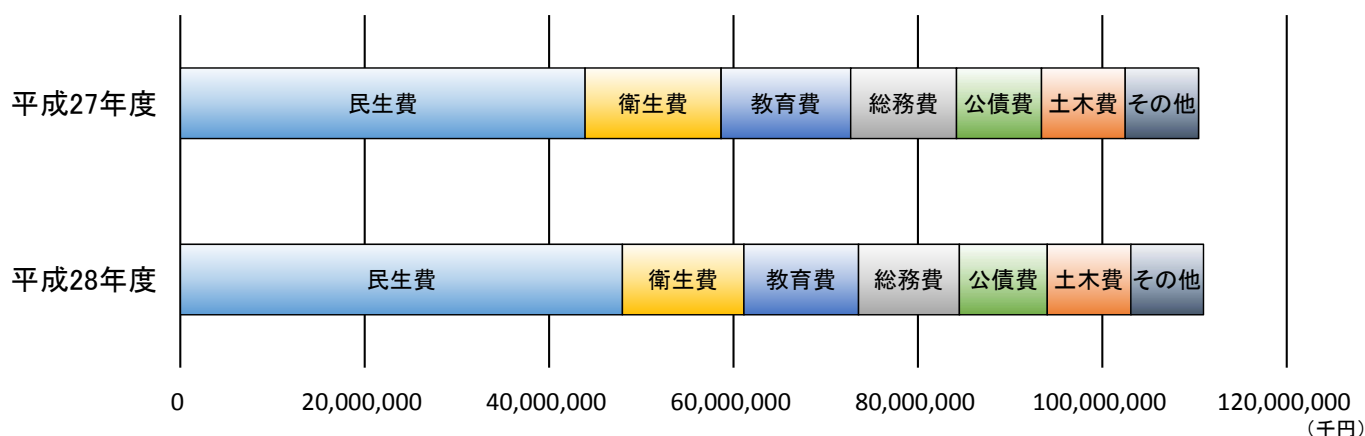 平成27年度 民生費 衛生費 教育費 総務費 公債費 土木費 その他
平成28年度 民生費 衛生費 教育費 総務費 公債費 土木費 その他
0 20,000,000 40,000,000 60,000,000 80,000,000 100,000,000 120,000,000
（千円）